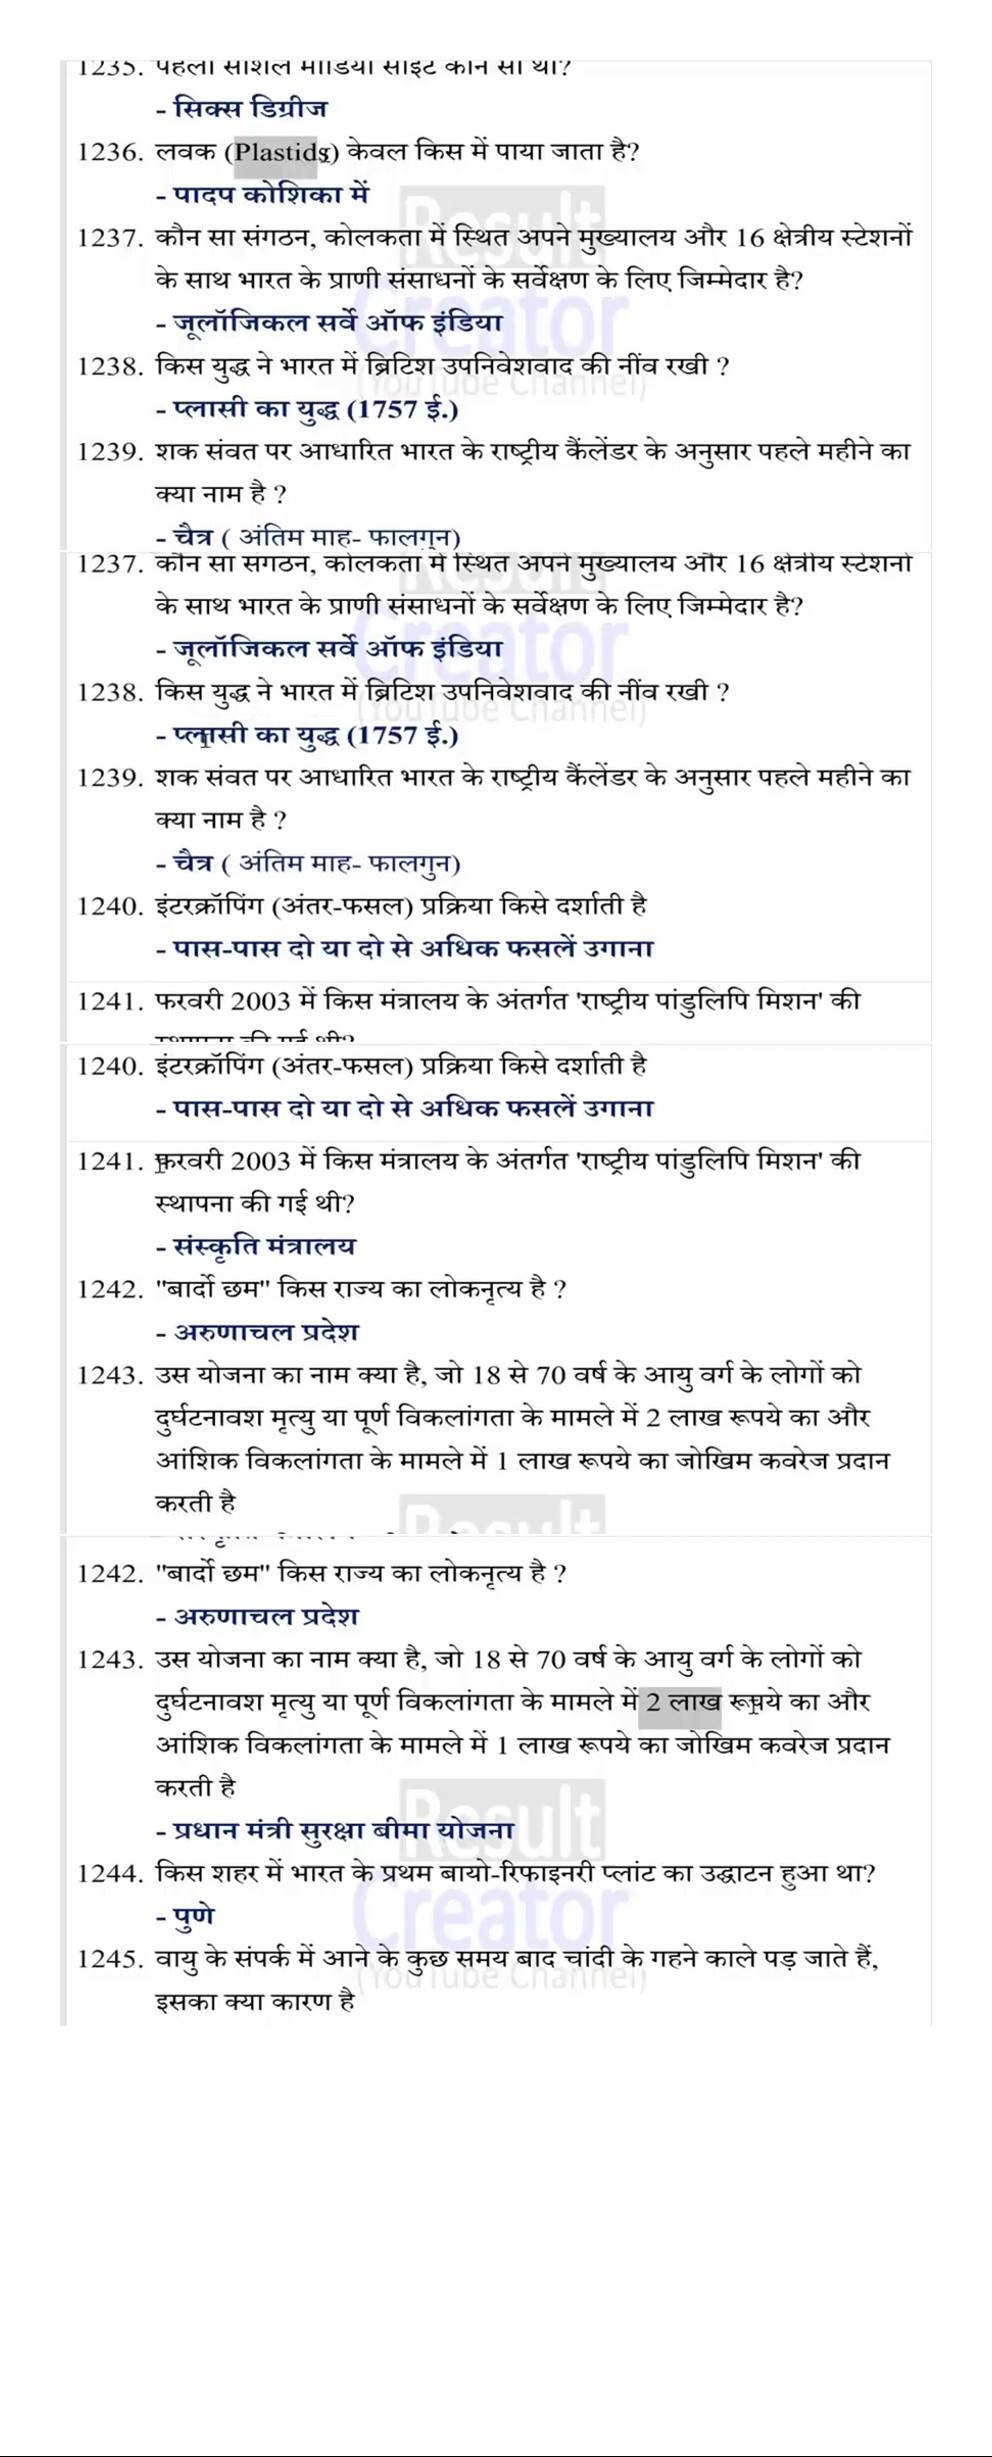 1235. पहली सोशल मीडिया साइट कौन सी थी?
- सिक्स डिग्रीज
1236. लवक (Plastids) केवल किस में पाया जाता है?
- पादप कोशिका में
Result
1237. कौन सा संगठन, कोलकता में स्थित अपने मुख्यालय और 16 क्षेत्रीय स्टेशनों
के साथ भारत के प्राणी संसाधनों के सर्वेक्षण के लिए जिम्मेदार है?
Creator
- जूलॉजिकल सर्वे ऑफ इंडिया
1238. किस युद्ध ने भारत में ब्रिटिश उपनिवेशवाद की नींव रखी ?
(YouTube Channel)
- प्लासी का युद्ध (1757 ई.)
1239. शक संवत पर आधारित भारत के राष्ट्रीय कैंलेंडर के अनुसार पहले महीने का
क्या नाम है ?
- चैत्र ( अंतिम माह- फालगुन)
1237. कौन सा संगठन, कोलकता में स्थित अपने मुख्यालय और 16 क्षेत्रीय स्टेशनों
के साथ भारत के प्राणी संसाधनों के सर्वेक्षण के लिए जिम्मेदार है?
Creator
- जूलॉजिकल सर्वे ऑफ इंडिया
1238. किस युद्ध ने भारत में ब्रिटिश उपनिवेशवाद की नींव रखी ?
(YouTube Channel)
- प्लासी का युद्ध (1757 ई.)
1239. शक संवत पर आधारित भारत के राष्ट्रीय कैंलेंडर के अनुसार पहले महीने का
क्या नाम है ?
- चैत्र ( अंतिम माह- फालगुन)
1240. इंटरक्रॉपिंग (अंतर-फसल) प्रक्रिया किसे दर्शाती है
- पास-पास दो या दो से अधिक फसलें उगाना
1241. फरवरी 2003 में किस मंत्रालय के अंतर्गत 'राष्ट्रीय पांडुलिपि मिशन' की
1240. इंटरक्रॉपिंग (अंतर-फसल) प्रक्रिया किसे दर्शाती है
- पास-पास दो या दो से अधिक फसलें उगाना
1241. फ़रवरी 2003 में किस मंत्रालय के अंतर्गत 'राष्ट्रीय पांडुलिपि मिशन' की
स्थापना की गई थी?
- संस्कृति मंत्रालय
1242. "बार्दो छम" किस राज्य का लोकनृत्य है ?
- अरुणाचल प्रदेश
1243. उस योजना का नाम क्या है, जो 18 से 70 वर्ष के आयु वर्ग के लोगों को
दुर्घटनावश मृत्यु या पूर्ण विकलांगता के मामले में 2 लाख रूपये का और
आंशिक विकलांगता के मामले में 1 लाख रूपये का जोखिम कवरेज प्रदान
करती है
1242. "बार्दो छम" किस राज्य का लोकनृत्य है ?
- अरुणाचल प्रदेश
1243. उस योजना का नाम क्या है, जो 18 से 70 वर्ष के आयु वर्ग के लोगों को
दुर्घटनावश मृत्यु या पूर्ण विकलांगता के मामले में 2 लाख रूपये का और
आंशिक विकलांगता के मामले में 1 लाख रूपये का जोखिम कवरेज प्रदान
करती है
Result
- प्रधान मंत्री सुरक्षा बीमा योजना
1244. किस शहर में भारत के प्रथम बायो-रिफाइनरी प्लांट का उद्घाटन हुआ था?
Creator
- पुणे
1245. वायु के संपर्क में आने के कुछ समय बाद चांदी के गहने काले पड़ जाते हैं,
(YouTube Channel)
इसका क्या कारण है